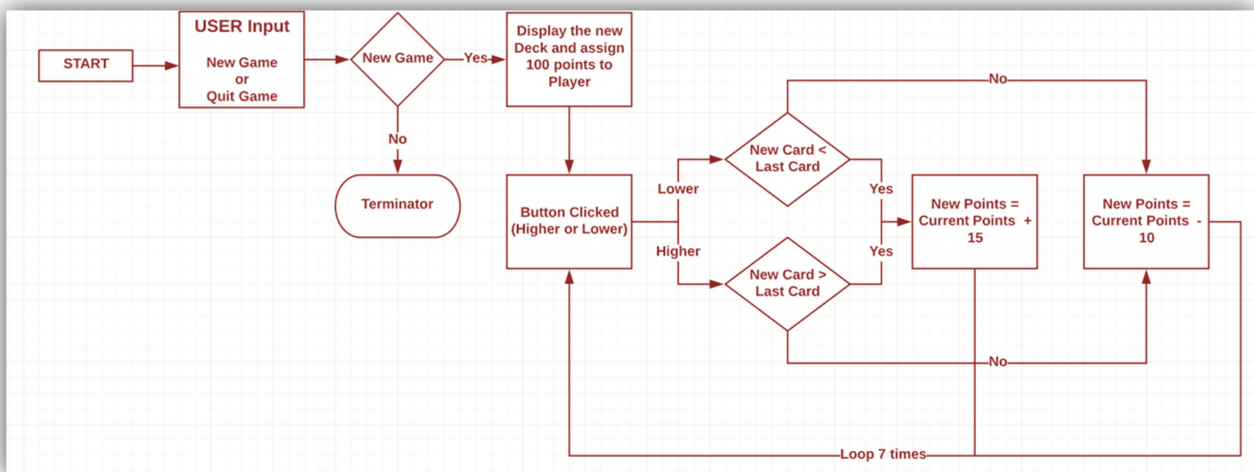 START
USER Input
New Game
or
Quit Game
New Game
Yes
No
Terminator
Display the new
Deck and assign
100 points to
Player
Button Clicked
(Higher or Lower)
Lower
Higher
New Card <
Last Card
New Card >
Last Card
Yes
Yes
No
No
New Points =
Current Points +
15
New Points =
Current Points -
10
Loop 7 times